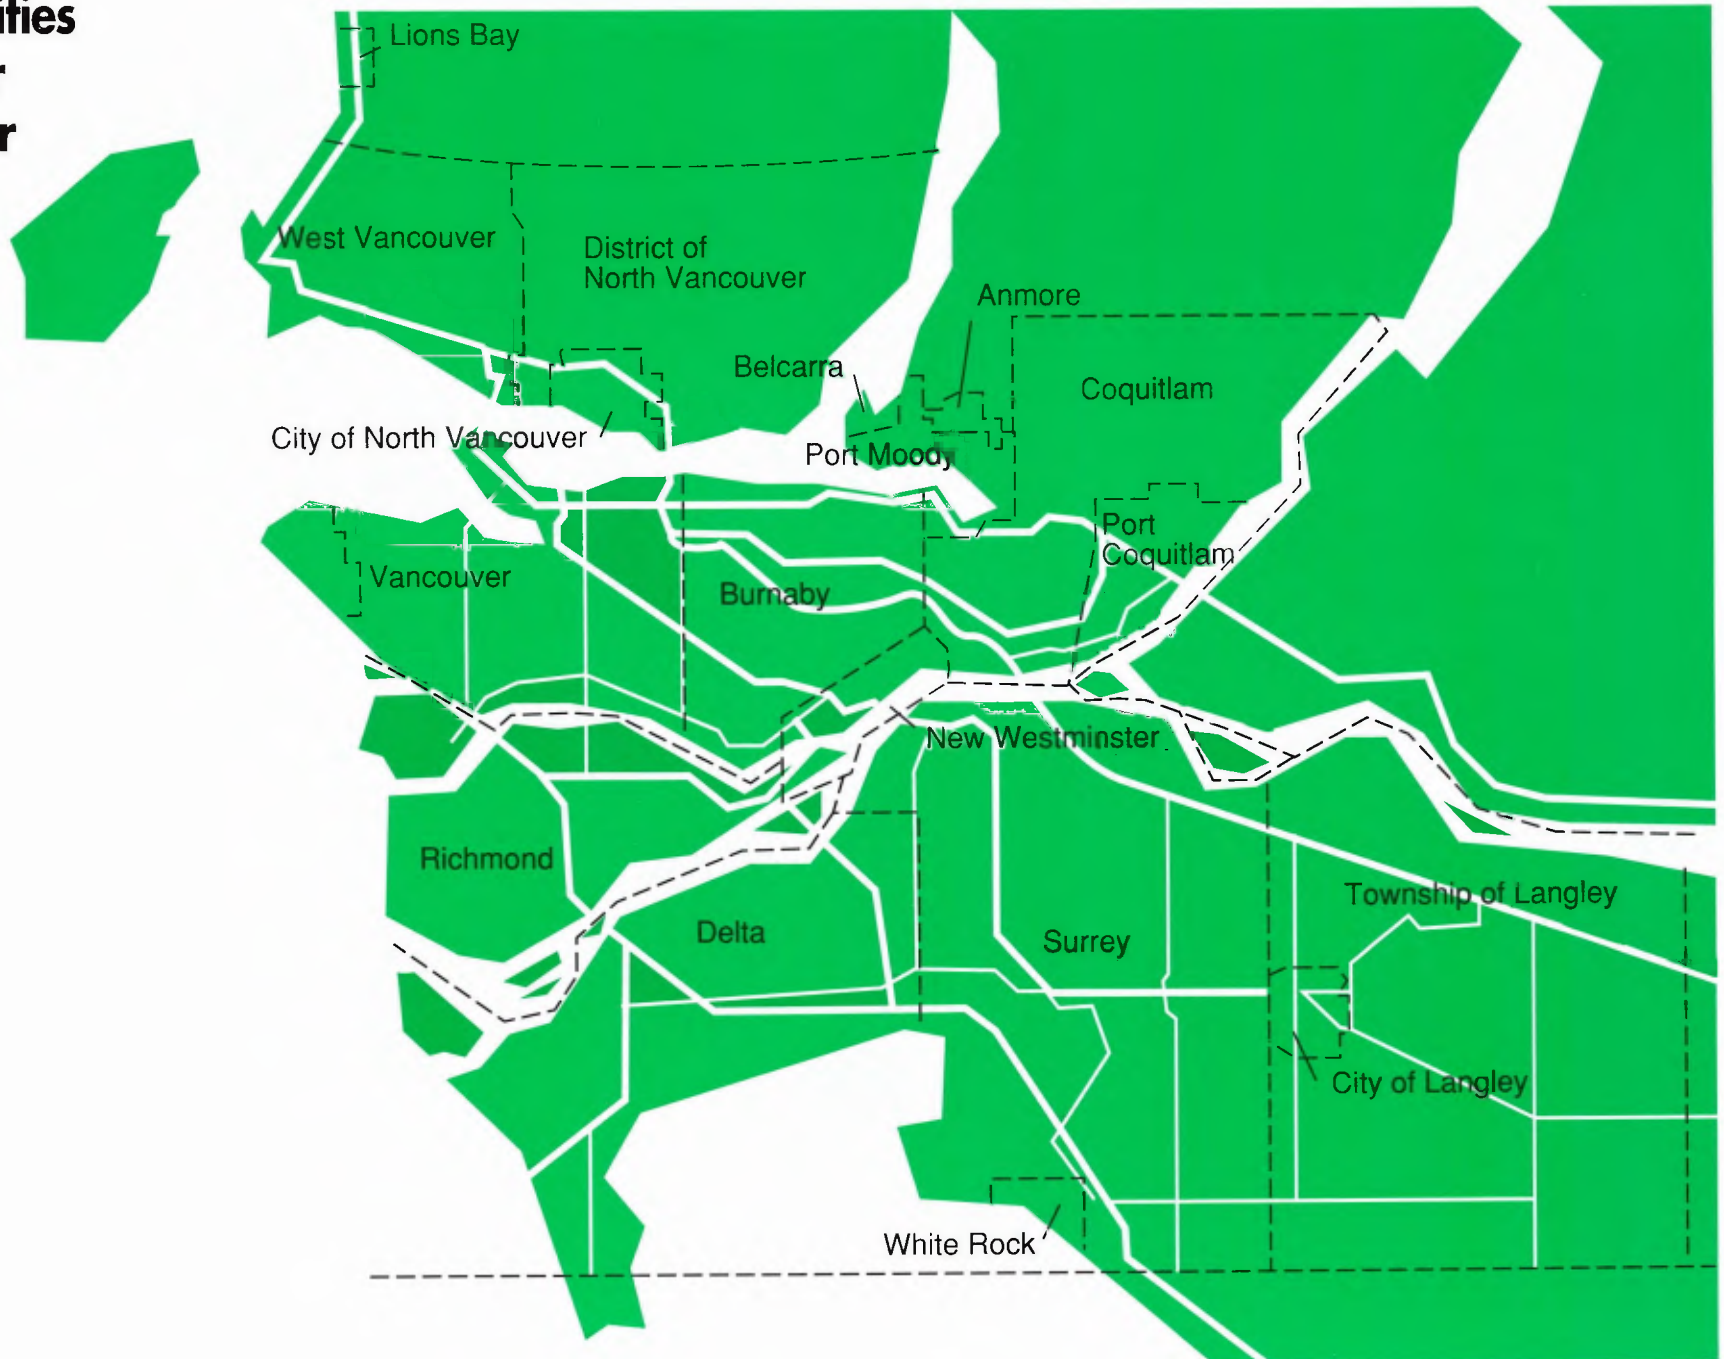 Lions Bay
West Vancouver
District of
North Vancouver
Anmore
Belcarra
Coquitlam
City of North Vancouver
Port Moody
Port
Coquitlam
Vancouver
Burnaby
New Westminster
Richmond
Township of Langley
Delta
Surrey
City of Langley
White Rock